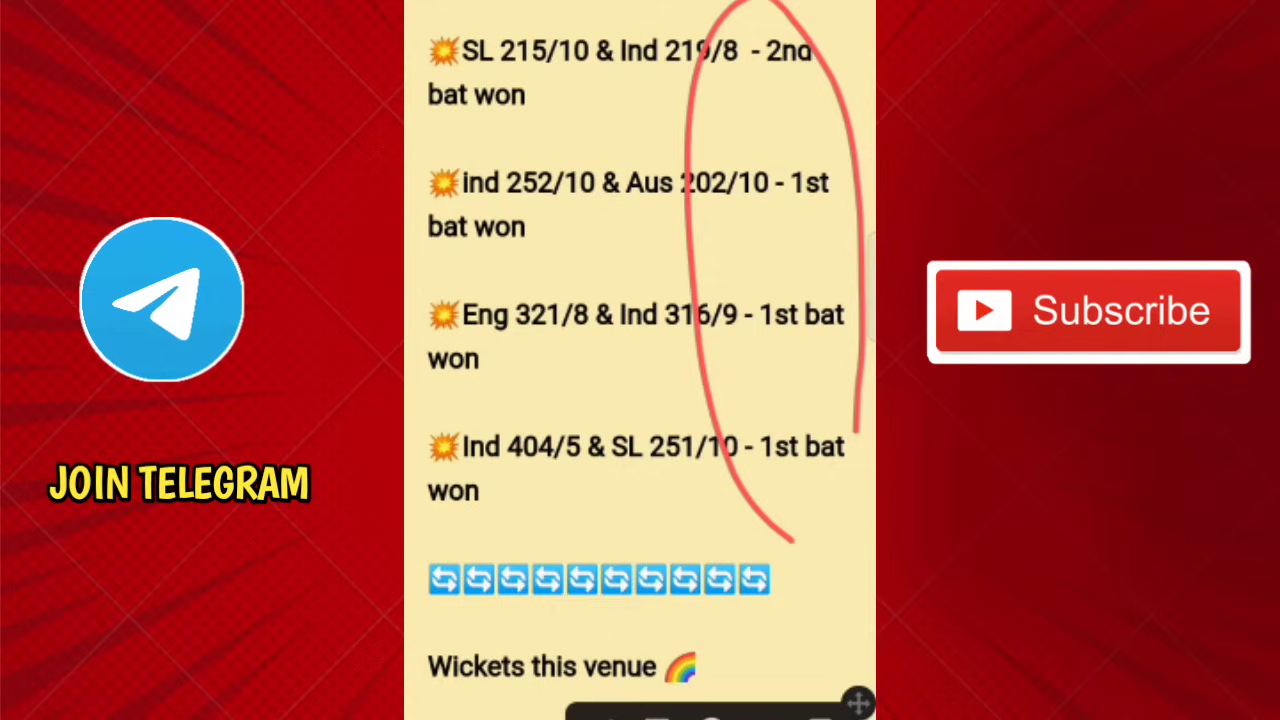 💥SL 215/10 & Ind 219/8 - 2nd
bat won
💥ind 252/10 & Aus 202/10 - 1st
bat won
💥Eng 321/8 & Ind 316/9 - 1st bat
won
💥Ind 404/5 & SL 251/10 - 1st bat
won
🔄🔄🔄🔄🔄🔄🔄🔄🔄🔄
Wickets this venue 🌈
JOIN TELEGRAM
Subscribe